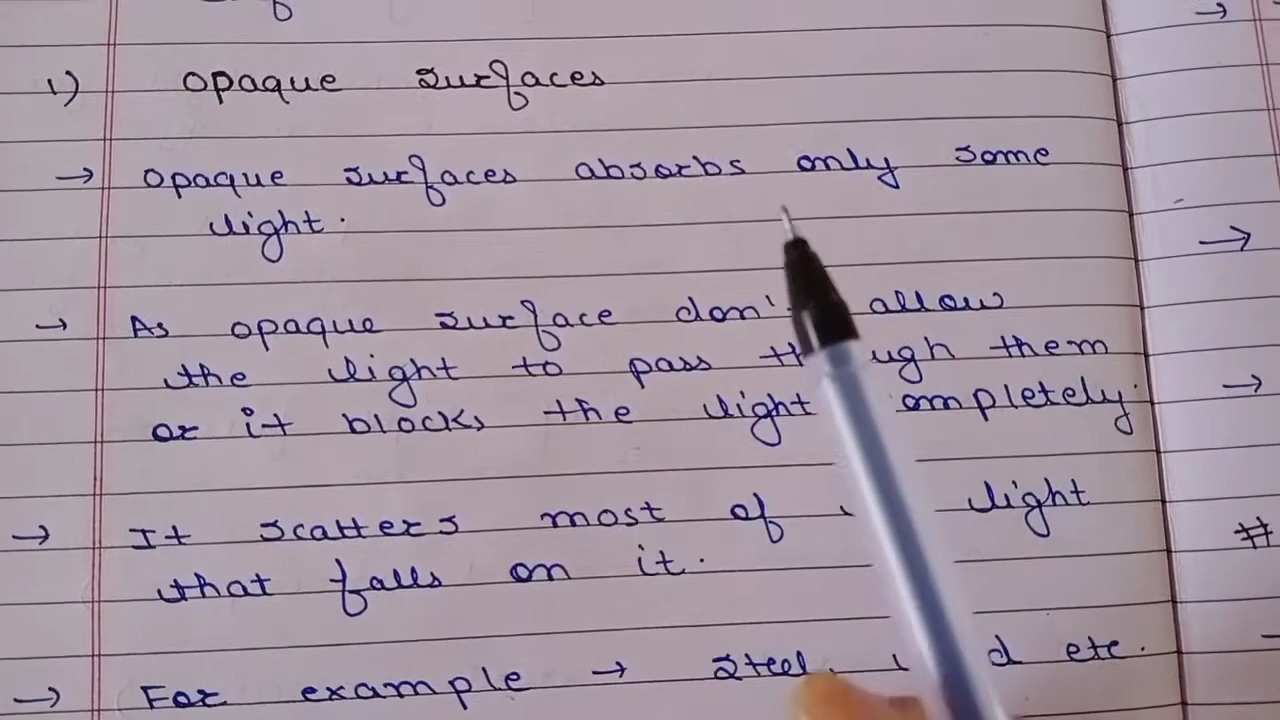 1) opaque surfaces
→ opaque surfaces absorbs only some
light.
→ As opaque surface don't allow
the light to pass through them
or it blocks the light completely.
→ It scatters most of light
that falls on it.
→ For example → Steel, etc.